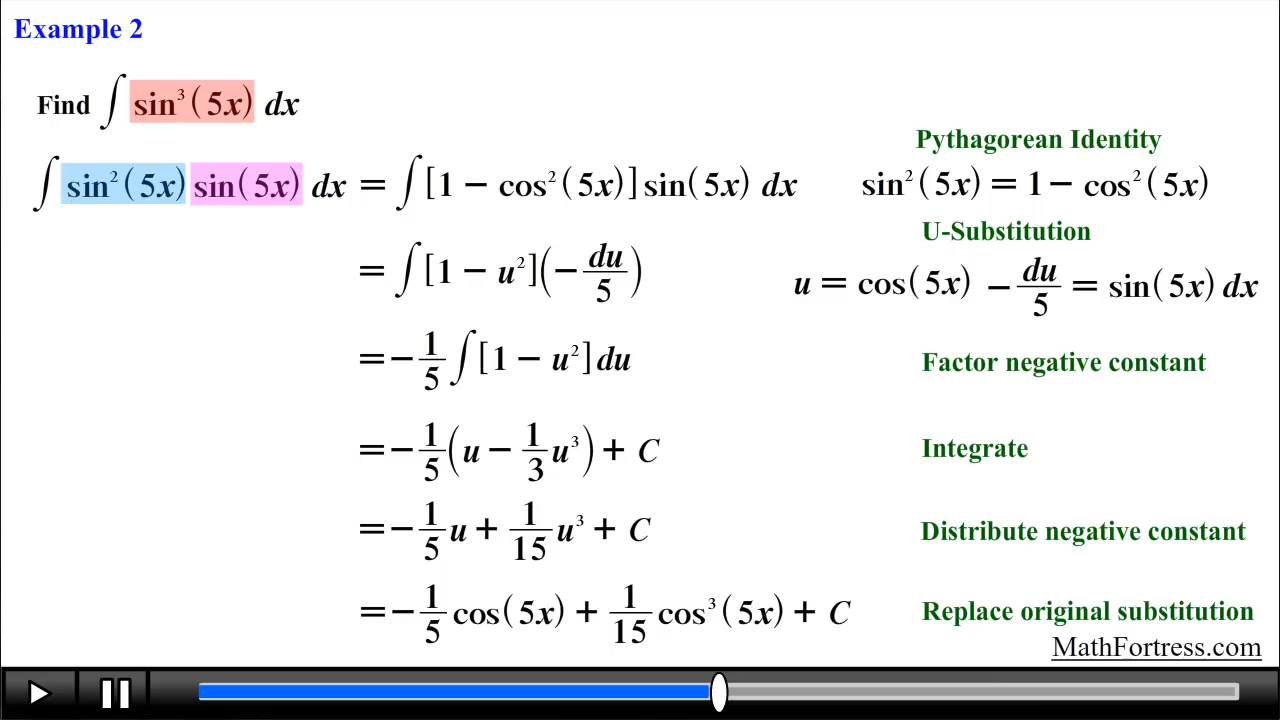 Example 2
Find ∫ sin³(5x) dx
Pythagorean Identity
∫ sin²(5x) sin(5x) dx = ∫ [1 − cos²(5x)] sin(5x) dx
sin²(5x) = 1 − cos²(5x)
U-Substitution
= ∫ [1 − u²](−du/5)
u = cos(5x) −du/5 = sin(5x) dx
= −1/5 ∫ [1 − u²] du
Factor negative constant
= −1/5 (u − 1/3 u³) + C
Integrate
= −1/5 u + 1/15 u³ + C
Distribute negative constant
= −1/5 cos(5x) + 1/15 cos³(5x) + C
Replace original substitution
MathFortress.com